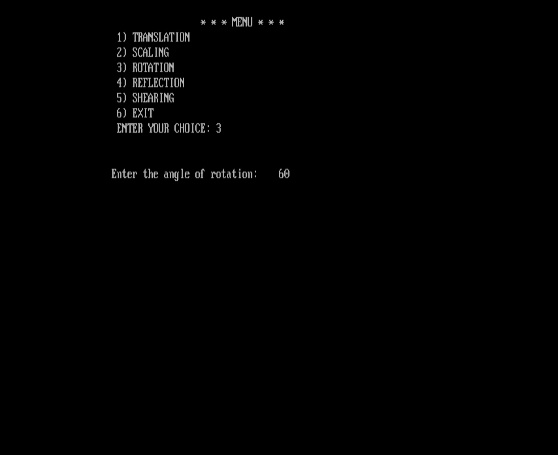 * * * MENU * * *
1) TRANSLATION
2) SCALING
3) ROTATION
4) REFLECTION
5) SHEARING
6) EXIT
ENTER YOUR CHOICE: 3
Enter the angle of rotation: 60